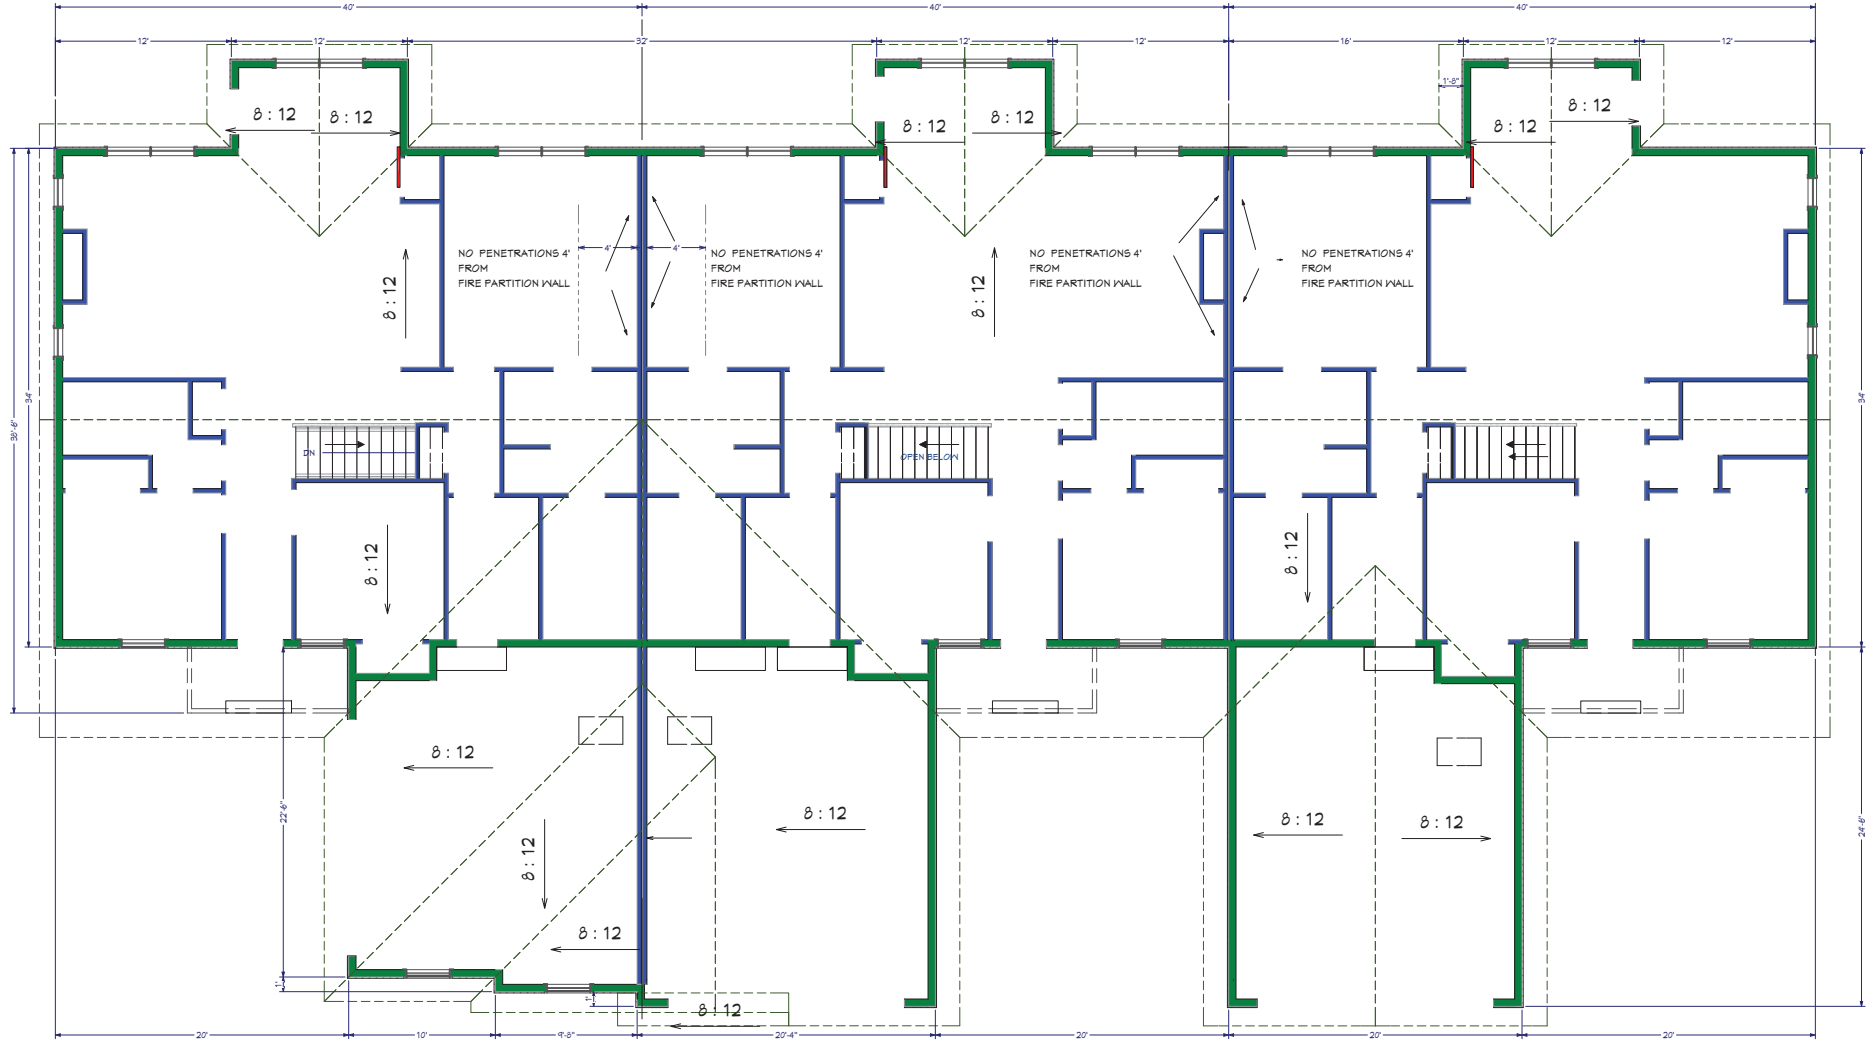 40' 40' 40'
12' 12' 32' 12' 12' 16' 12' 12'
1'-8"
8 : 12 8 : 12 8 : 12 8 : 12 8 : 12 8 : 12
4' 4'
NO PENETRATIONS 4'
FROM
FIRE PARTITION WALL
NO PENETRATIONS 4'
FROM
FIRE PARTITION WALL
NO PENETRATIONS 4'
FROM
FIRE PARTITION WALL
NO PENETRATIONS 4'
FROM
FIRE PARTITION WALL
8 : 12 8 : 12
34' 34'
38'-6"
DN OPEN BELOW
8 : 12 8 : 12
8 : 12
22'-6" 8 : 12 8 : 12 8 : 12 24'-6"
8 : 12
8 : 12
1' 1'
8 : 12
20' 10' 9'-8" 20'-4" 20' 20' 20'